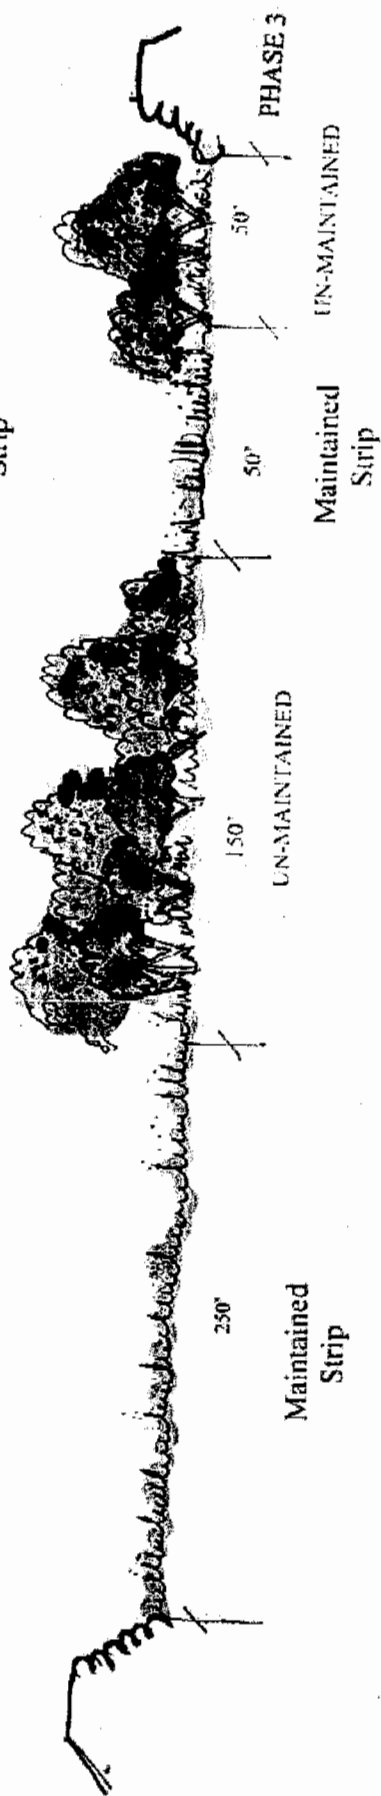 Strip
PHASE 3
250'
150'
50'
50'
Maintained
Strip
UN-MAINTAINED
Maintained
Strip
UN-MAINTAINED